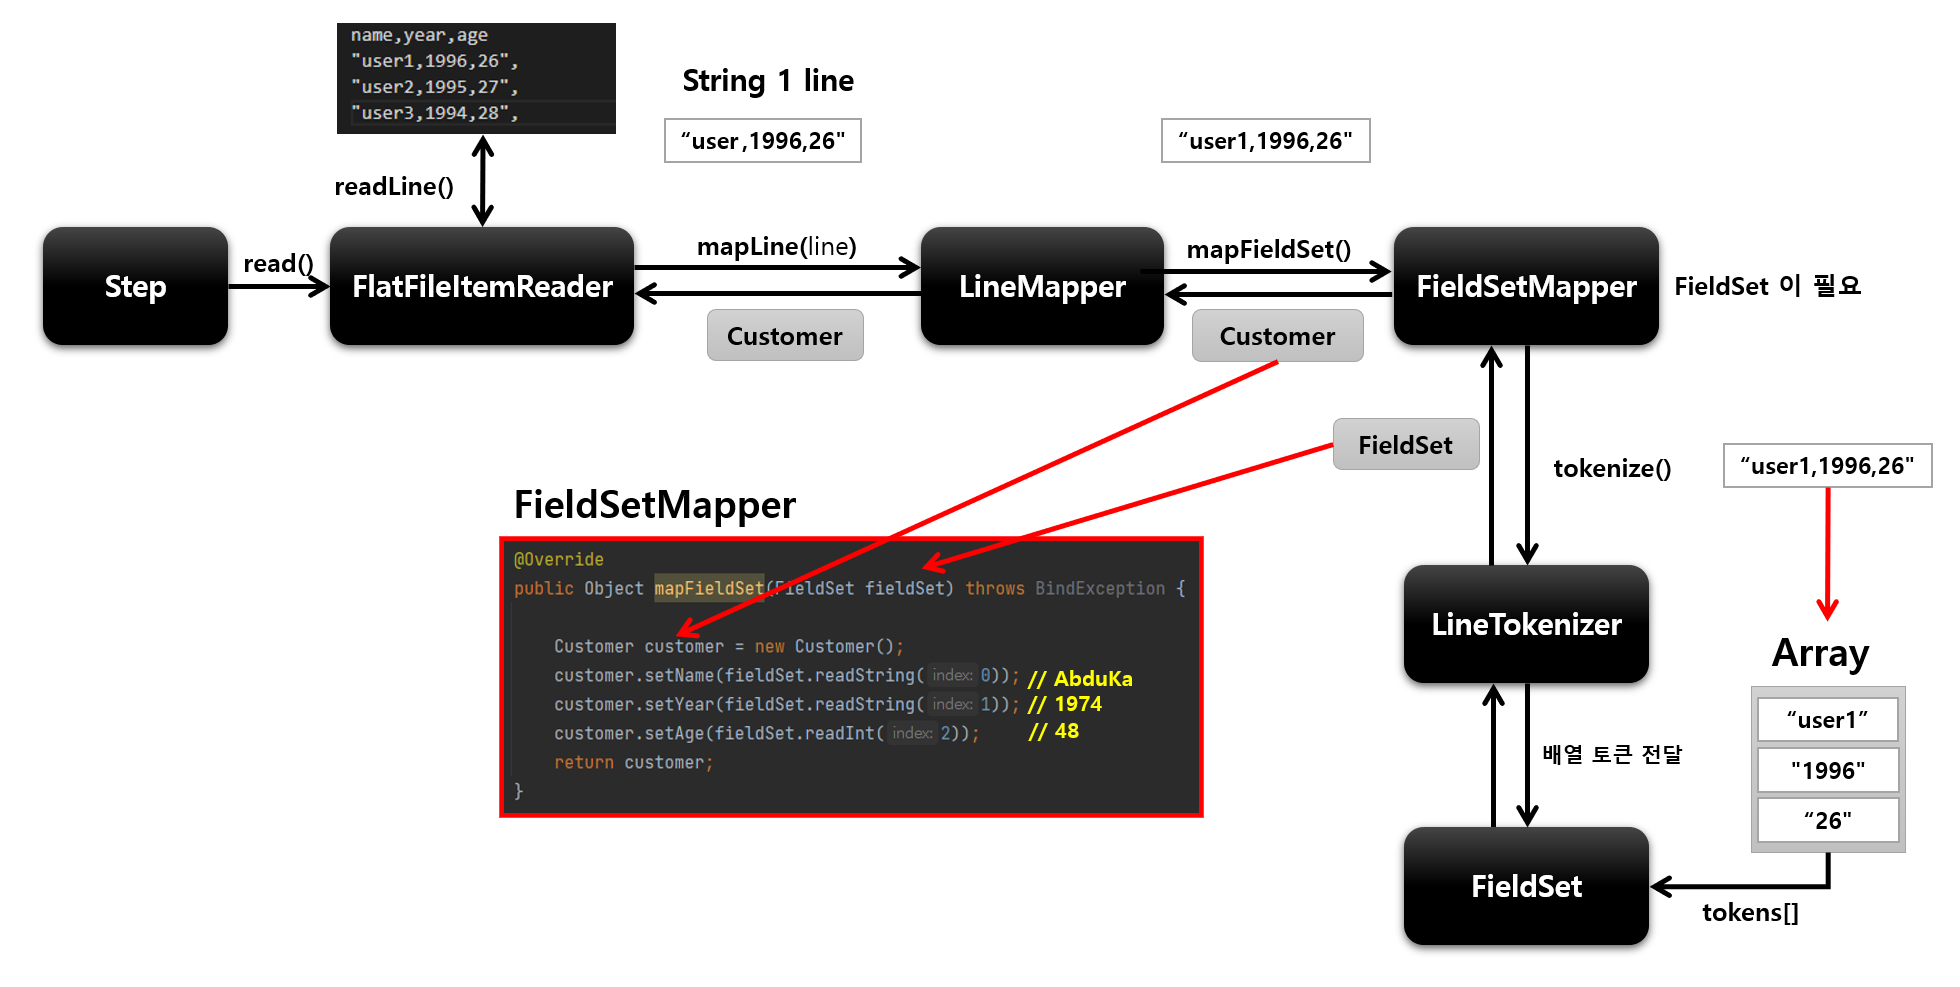 name,year,age
"user1,1996,26",
"user2,1995,27",
"user3,1994,28",
String 1 line
“user,1996,26"
“user1,1996,26"
readLine()
Step
read()
FlatFileItemReader
mapLine(line)
Customer
LineMapper
mapFieldSet()
Customer
FieldSetMapper
FieldSet 이 필요
FieldSet
tokenize()
“user1,1996,26"
FieldSetMapper
@Override
public Object mapFieldSet(FieldSet fieldSet) throws BindException {
Customer customer = new Customer();
customer.setName(fieldSet.readString( index: 0)); // AbduKa
customer.setYear(fieldSet.readString( index: 1)); // 1974
customer.setAge(fieldSet.readInt( index: 2)); // 48
return customer;
}
LineTokenizer
Array
“user1”
"1996"
“26"
배열 토큰 전달
FieldSet
tokens[]